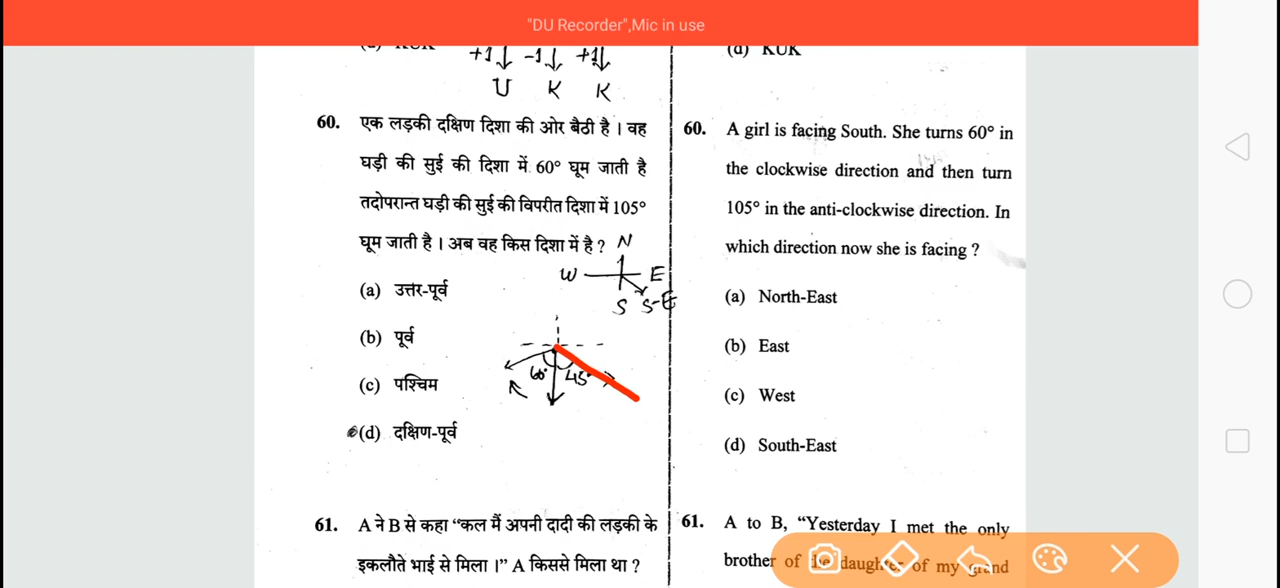 "DU Recorder",Mic in use
+1 -1 +1
U K K
(d) KUK
60. एक लड़की दक्षिण दिशा की ओर बैठी है । वह
घड़ी की सुई की दिशा में 60° घूम जाती है
तदोपरान्त घड़ी की सुई की विपरीत दिशा में 105°
घूम जाती है । अब वह किस दिशा में है ?
(a) उत्तर-पूर्व
(b) पूर्व
(c) पश्चिम
(d) दक्षिण-पूर्व
N
W E
S S-E
60° 45°
60. A girl is facing South. She turns 60° in
the clockwise direction and then turn
105° in the anti-clockwise direction. In
which direction now she is facing ?
(a) North-East
(b) East
(c) West
(d) South-East
61. A ने B से कहा “कल मैं अपनी दादी की लड़की के
इकलौते भाई से मिला ।” A किससे मिला था ?
61. A to B, “Yesterday I met the only
brother of the daughter of my grand